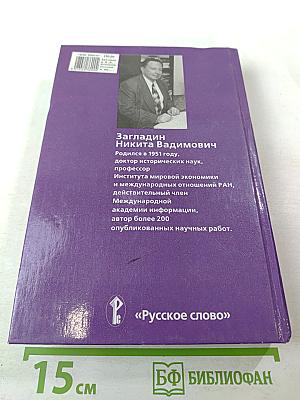 Загладин
Никита Вадимович
Родился в 1951 году,
доктор исторических наук,
профессор
Института мировой экономики
и международных отношений РАН,
действительный член
Международной
академии информации,
автор более 200
опубликованных научных работ.
«Русское слово»
15 см
БФ БИБЛИОФАН